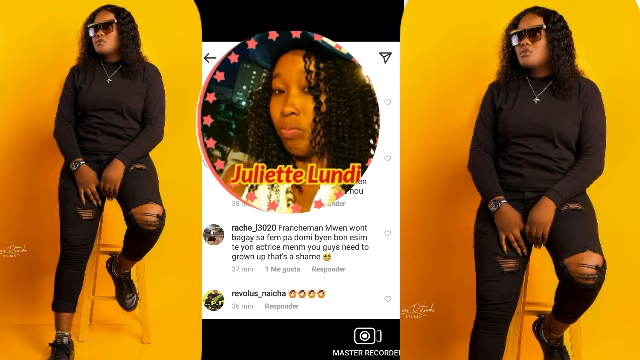 Juliette Lundi
rache_l3020 Francheman Mwen wont
bagay sa fem pa domi byen bon esim
te yon actrice menm you guys need to
grown up that's a shame 🥹
37 min 1 Me gusta Responder
revolus_naicha
36 min Responder
MASTER RECORDE